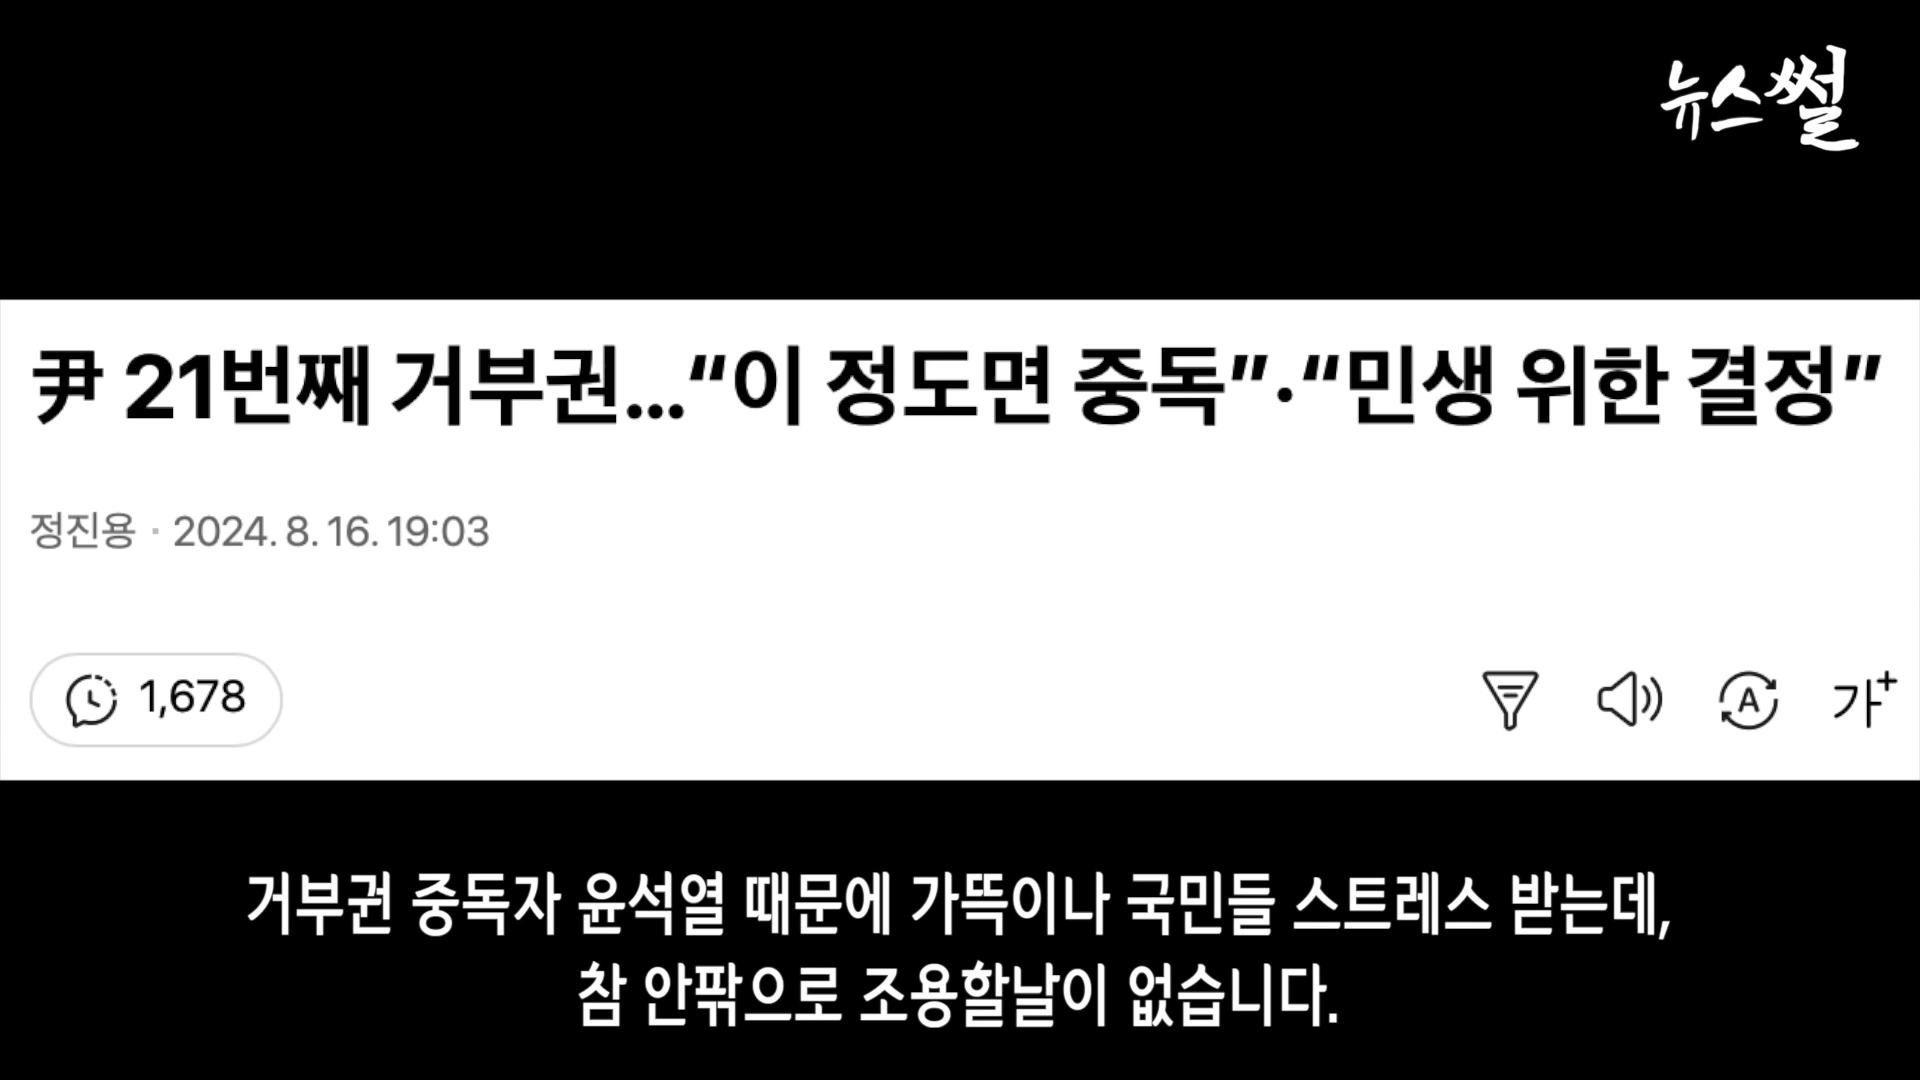 뉴스썰
尹 21번째 거부권…“이 정도면 중독”·“민생 위한 결정”
정진용 · 2024. 8. 16. 19:03
1,678
A
가+
거부권 중독자 윤석열 때문에 가뜩이나 국민들 스트레스 받는데,
참 안팎으로 조용할날이 없습니다.